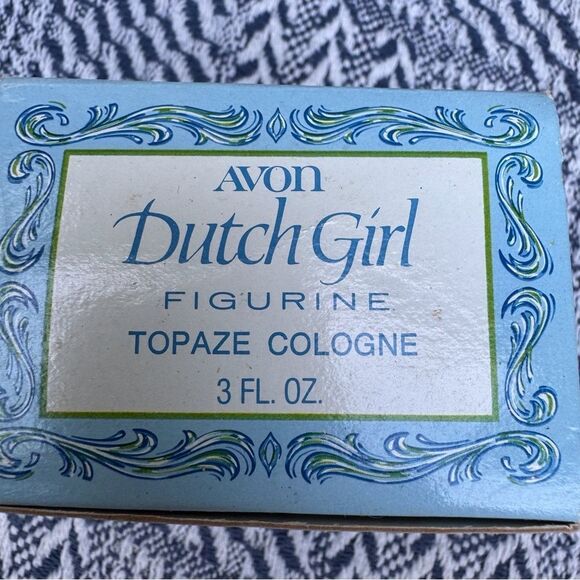 AVON
Dutch Girl
FIGURINE
TOPAZE COLOGNE
3 FL. OZ.